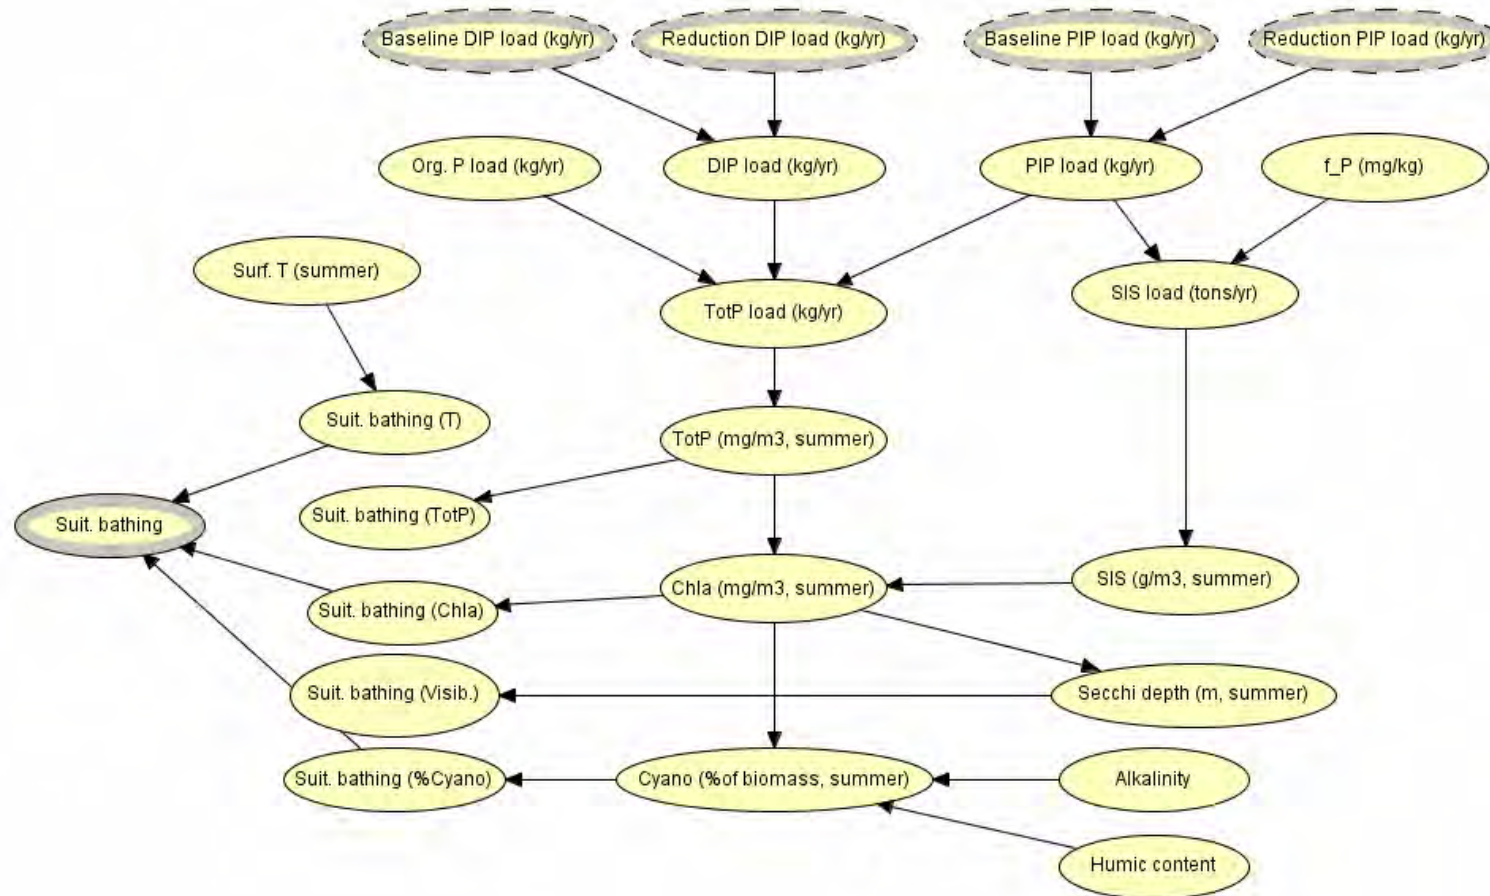 Baseline DIP load (kg/yr)
Reduction DIP load (kg/yr)
Baseline PIP load (kg/yr)
Reduction PIP load (kg/yr)
Org. P load (kg/yr)
DIP load (kg/yr)
PIP load (kg/yr)
f_P (mg/kg)
Surf. T (summer)
TotP load (kg/yr)
SIS load (tons/yr)
Suit. bathing (T)
TotP (mg/m3, summer)
Suit. bathing
Suit. bathing (TotP)
Chla (mg/m3, summer)
SIS (g/m3, summer)
Suit. bathing (Chla)
Suit. bathing (Visib.)
Secchi depth (m, summer)
Suit. bathing (%Cyano)
Cyano (%of biomass, summer)
Alkalinity
Humic content